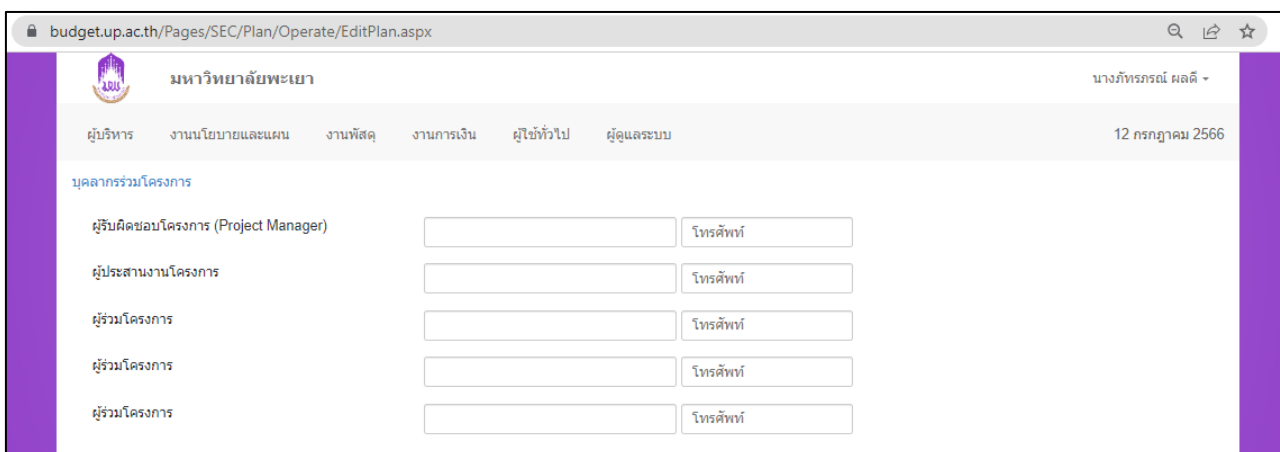 budget.up.ac.th/Pages/SEC/Plan/Operate/EditPlan.aspx
มหาวิทยาลัยพะเยา นางภัทรภรณ์ ผลดี
ผู้บริหาร งานนโยบายและแผน งานพัสดุ งานการเงิน ผู้ใช้ทั่วไป ผู้ดูแลระบบ 12 กรกฎาคม 2566
บุคลากรร่วมโครงการ
ผู้รับผิดชอบโครงการ (Project Manager) โทรศัพท์
ผู้ประสานงานโครงการ โทรศัพท์
ผู้ร่วมโครงการ โทรศัพท์
ผู้ร่วมโครงการ โทรศัพท์
ผู้ร่วมโครงการ โทรศัพท์